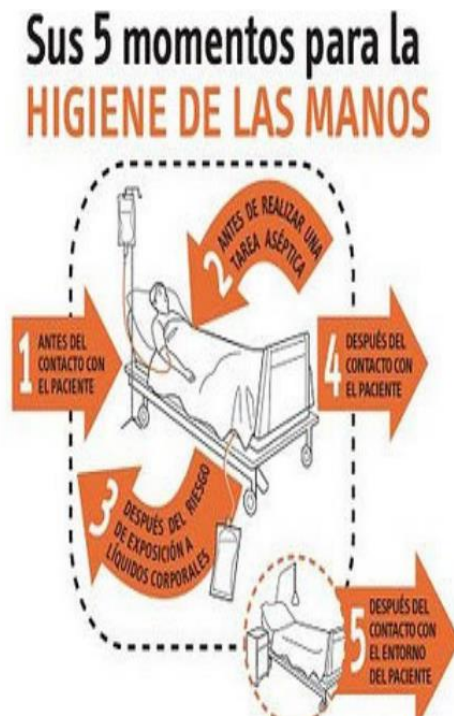 Sus 5 momentos para la
HIGIENE DE LAS MANOS
2 ANTES DE REALIZAR UNA
TAREA ASÉPTICA
1 ANTES DEL
CONTACTO CON
EL PACIENTE
4 DESPUÉS DEL
CONTACTO CON
EL PACIENTE
3 DESPUÉS DEL RIESGO
DE EXPOSICIÓN A
LÍQUIDOS CORPORALES
5 DESPUÉS DEL
CONTACTO CON
EL ENTORNO
DEL PACIENTE